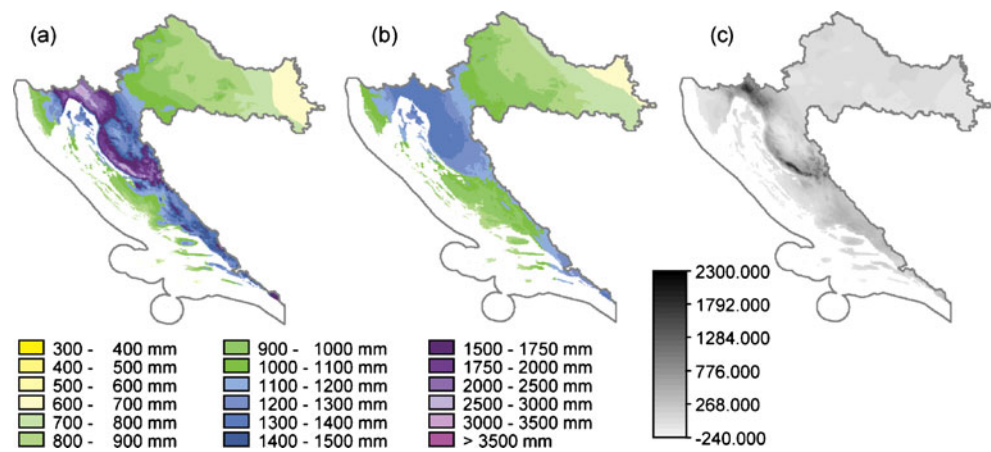 (a)
(b)
(c)
300 - 400 mm
400 - 500 mm
500 - 600 mm
600 - 700 mm
700 - 800 mm
800 - 900 mm
900 - 1000 mm
1000 - 1100 mm
1100 - 1200 mm
1200 - 1300 mm
1300 - 1400 mm
1400 - 1500 mm
1500 - 1750 mm
1750 - 2000 mm
2000 - 2500 mm
2500 - 3000 mm
3000 - 3500 mm
> 3500 mm
2300.000
1792.000
1284.000
776.000
268.000
-240.000